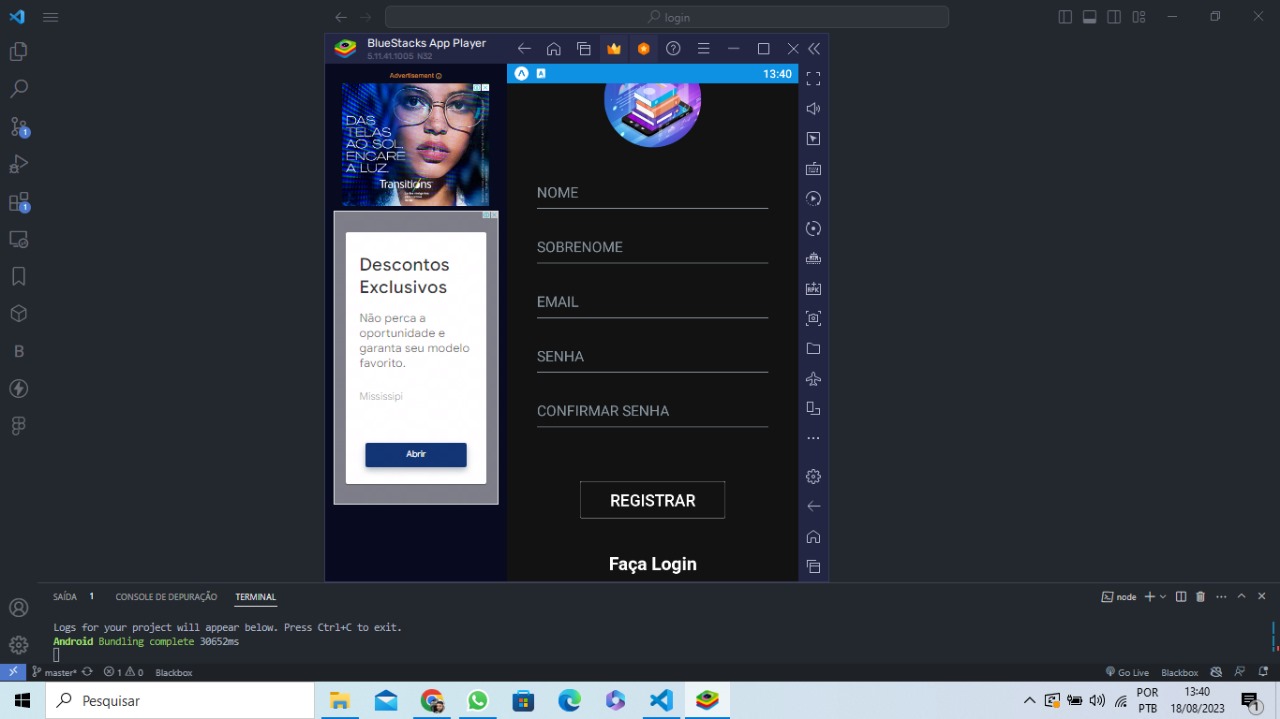 login
BlueStacks App Player
5.11.41.1005 N32
Advertisement
DAS
TELAS
AO SOL,
ENCARE
A LUZ.
Transitions
Descontos
Exclusivos
Não perca a
oportunidade e
garanta seu modelo
favorito.
Mississipi
Abrir
13:40
NOME
SOBRENOME
EMAIL
SENHA
CONFIRMAR SENHA
REGISTRAR
Faça Login
SAÍDA 1 CONSOLE DE DEPURAÇÃO TERMINAL
node
Logs for your project will appear below. Press Ctrl+C to exit.
Android Bundling complete 30652ms
master* 1 0 Blackbox
Go Live Blackbox
Pesquisar
POR
PTB
13:40
18/08/2023
1